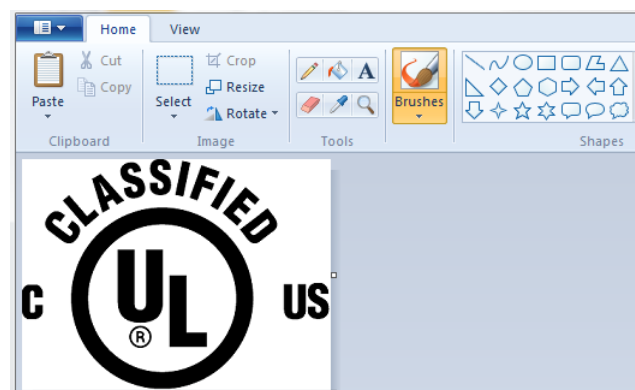 Home View
Paste
Cut
Copy
Clipboard
Select
Crop
Resize
Rotate
Image
A
Tools
Brushes
Shapes
CLASSIFIED
C UL US
®